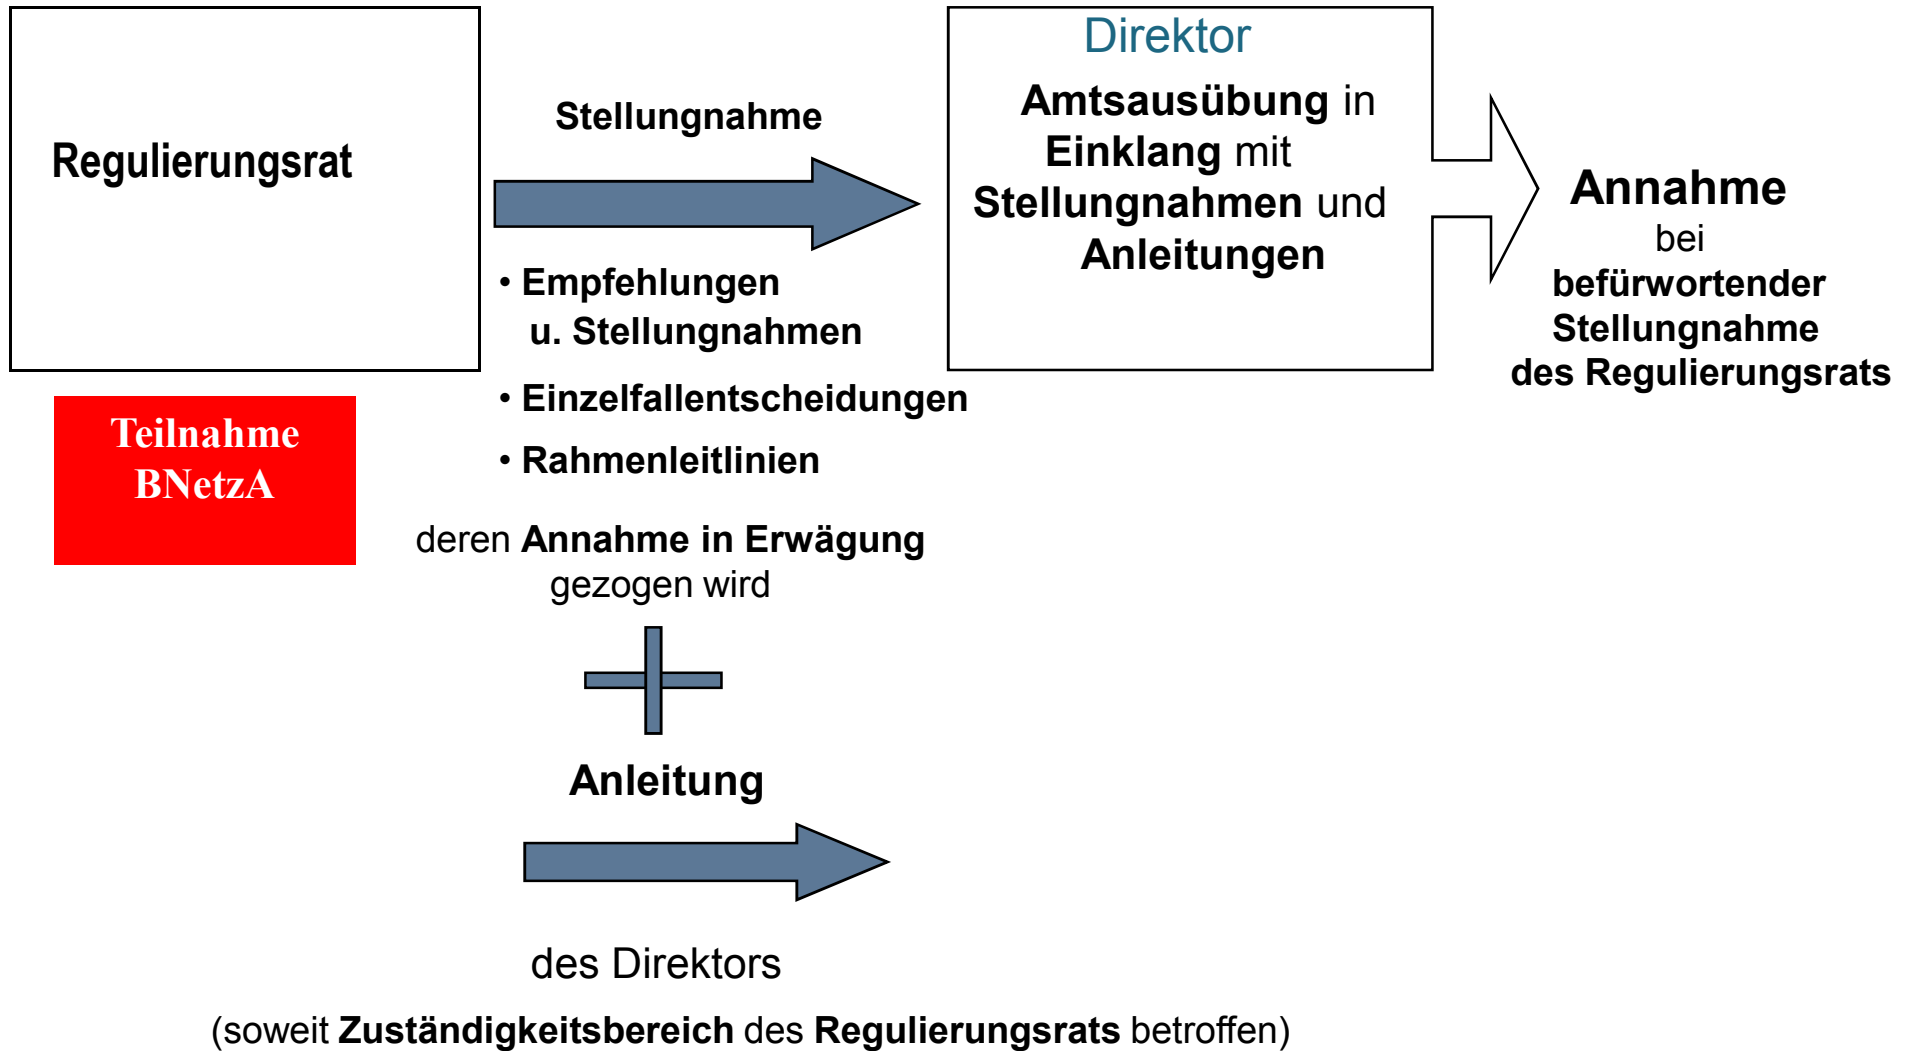 Regulierungsrat
Teilnahme
BNetzA
Stellungnahme
• Empfehlungen
u. Stellungnahmen
• Einzelfallentscheidungen
• Rahmenleitlinien
deren Annahme in Erwägung
gezogen wird
Anleitung
des Direktors
(soweit Zuständigkeitsbereich des Regulierungsrats betroffen)
Direktor
Amtsausübung in
Einklang mit
Stellungnahmen und
Anleitungen
Annahme
bei
befürwortender
Stellungnahme
des Regulierungsrats